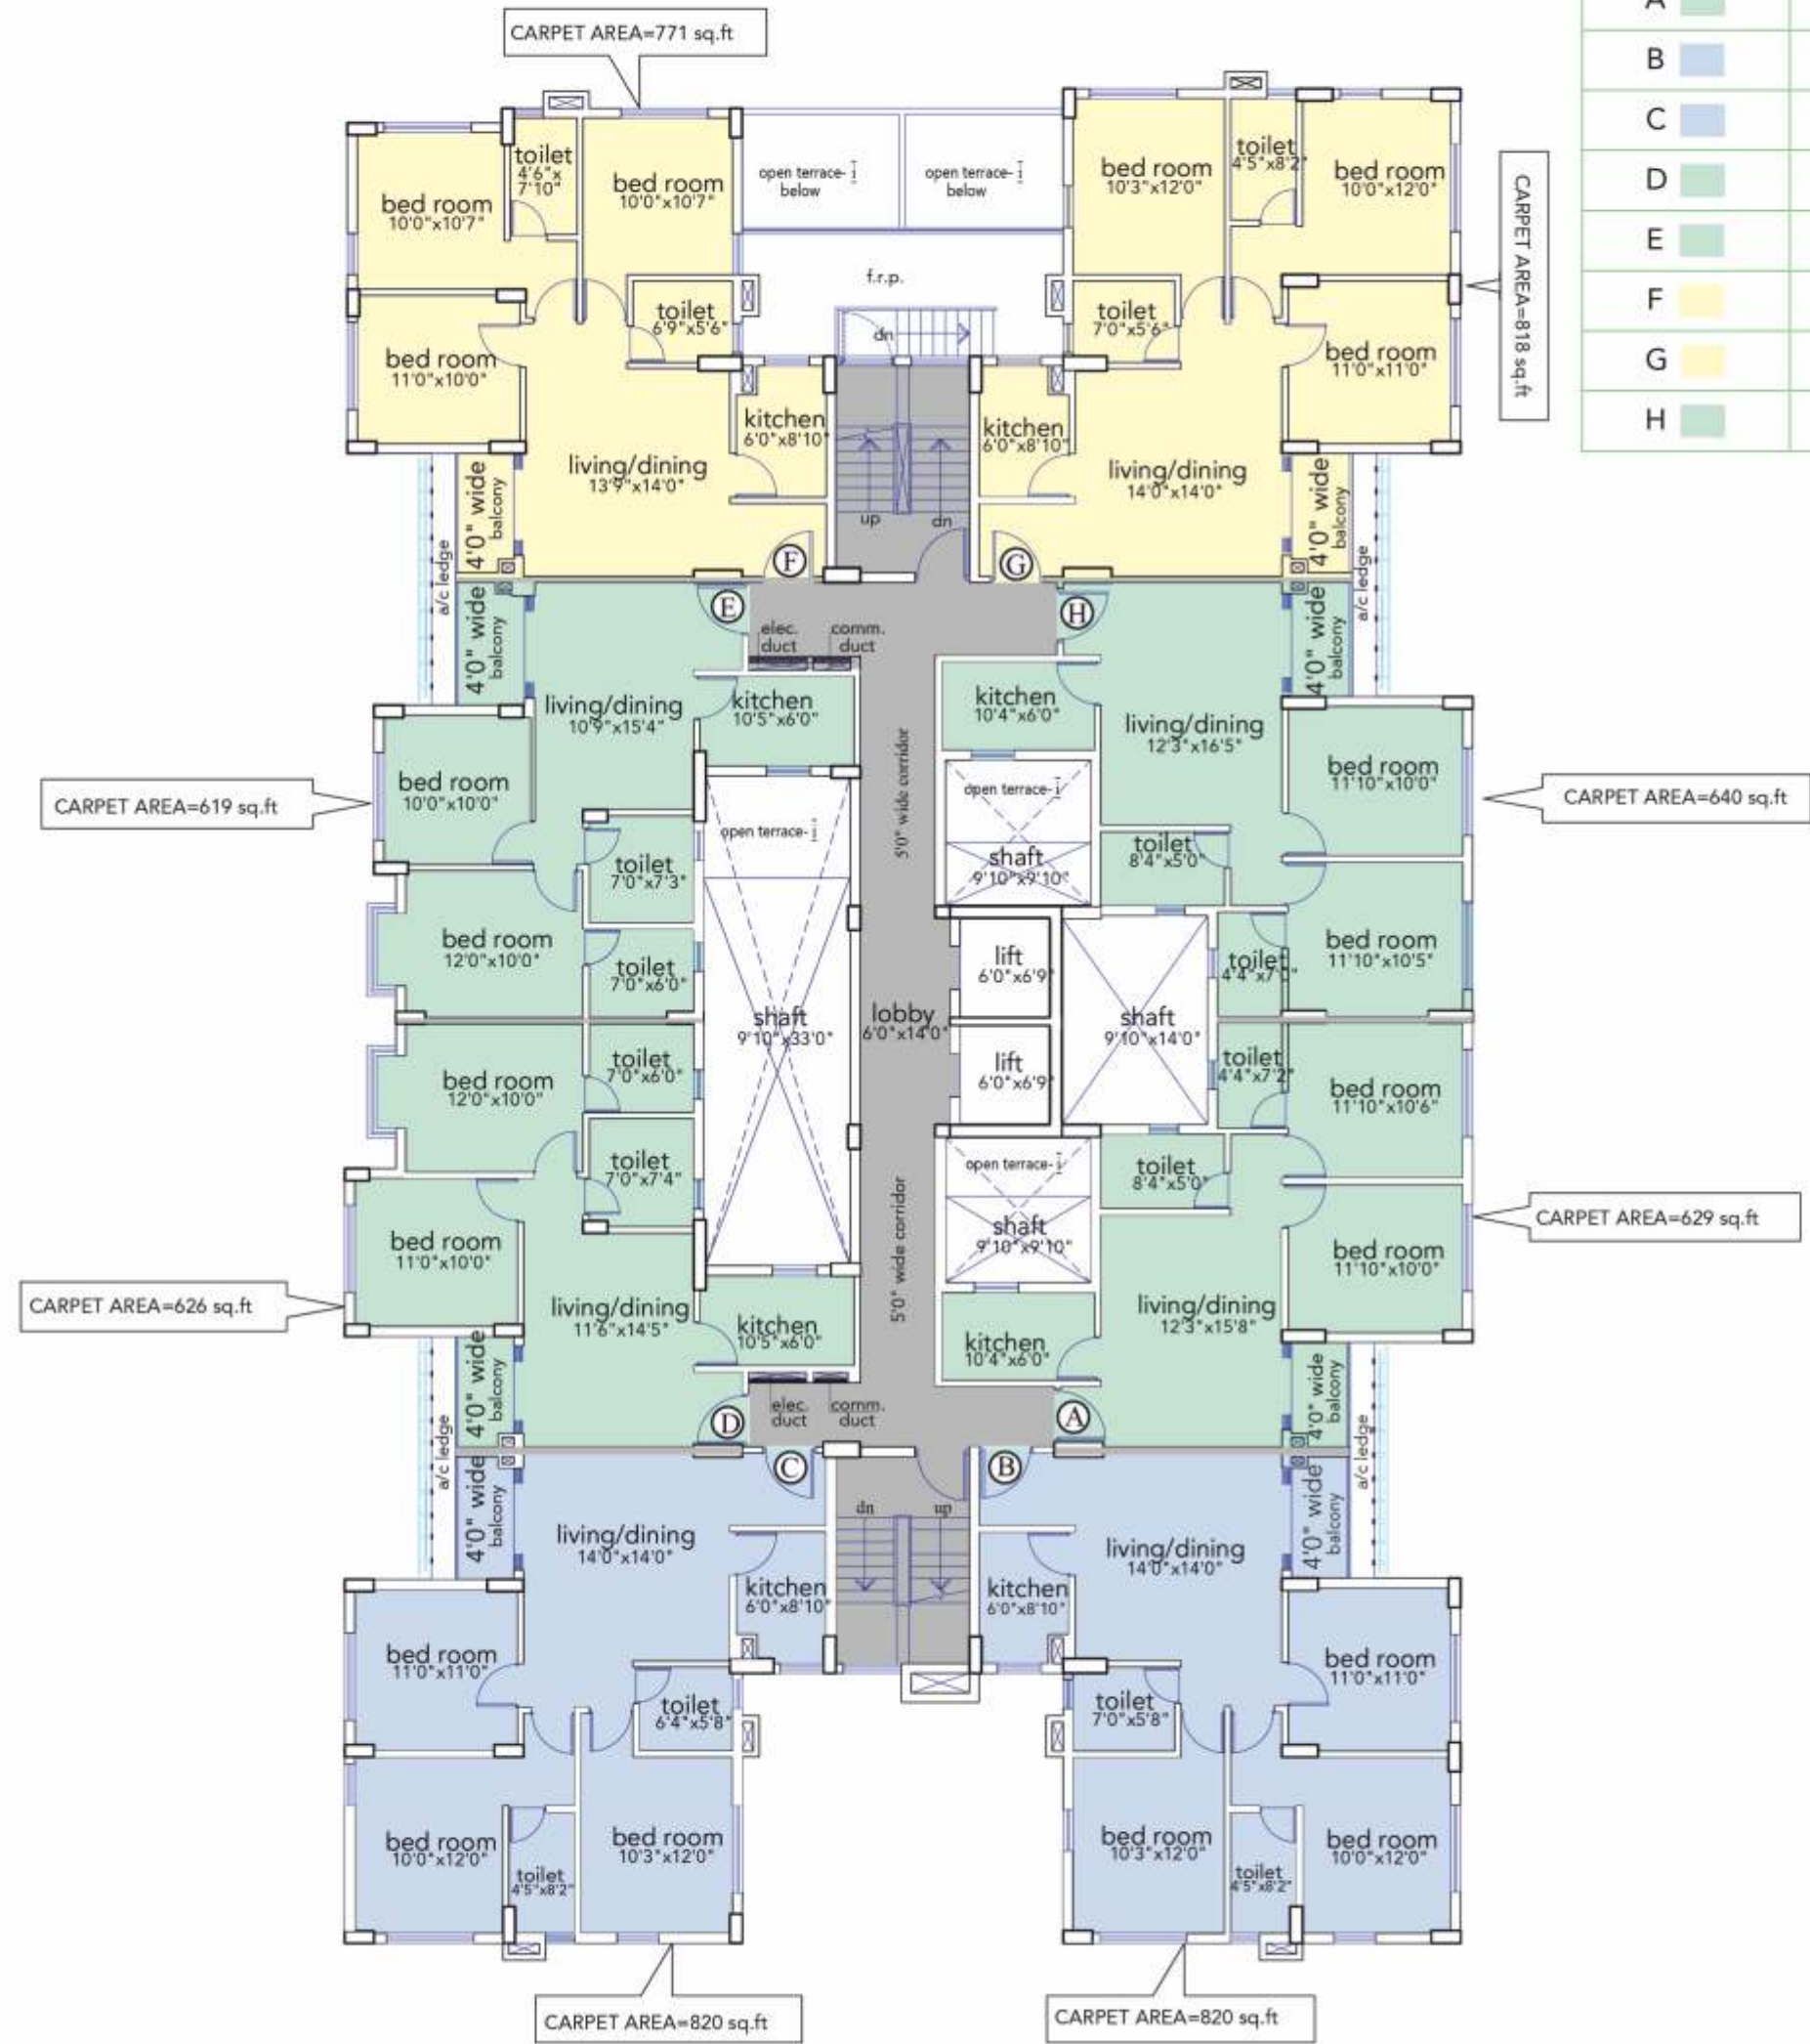 CARPET AREA=771 sq.ft
A
B
C
D
E
F
G
H
bed room
10'0"x10'7"
toilet
4'6"x
7'10"
bed room
10'0"x10'7"
open terrace-
below
open terrace-
below
bed room
10'3"x12'0"
toilet
4'5"x8'2"
bed room
10'0"x12'0"
CARPET AREA=818 sq.ft
f.r.p.
dn
toilet
6'9"x5'6"
toilet
7'0"x5'6"
bed room
11'0"x10'0"
bed room
11'0"x11'0"
kitchen
6'0"x8'10"
kitchen
6'0"x8'10"
living/dining
13'9"x14'0"
living/dining
14'0"x14'0"
up
dn
4'0" wide
balcony
4'0" wide
balcony
F
G
a/c ledge
a/c ledge
E
H
4'0" wide
balcony
4'0" wide
balcony
elec.
duct
comm.
duct
living/dining
10'9"x15'4"
kitchen
10'5"x6'0"
kitchen
10'4"x6'0"
living/dining
12'3"x16'5"
5'0" wide corridor
bed room
10'0"x10'0"
bed room
11'10"x10'0"
CARPET AREA=619 sq.ft
CARPET AREA=640 sq.ft
open terrace-
open terrace-
shaft
9'10"x9'10"
toilet
7'0"x7'3"
toilet
8'4"x5'0"
bed room
12'0"x10'0"
toilet
7'0"x6'0"
lift
6'0"x6'9"
toilet
bed room
11'10"x10'5"
shaft
9'10"x33'0"
lobby
6'0"x14'0"
shaft
9'10"x14'0"
bed room
12'0"x10'0"
toilet
7'0"x6'0"
lift
6'0"x6'9"
toilet
4'4"x7'2"
bed room
11'10"x10'6"
toilet
7'0"x7'4"
open terrace-
toilet
8'4"x5'0"
5'0" wide corridor
shaft
9'10"x9'10"
bed room
11'0"x10'0"
bed room
11'10"x10'0"
CARPET AREA=629 sq.ft
CARPET AREA=626 sq.ft
living/dining
11'6"x14'5"
kitchen
10'5"x6'0"
kitchen
10'4"x6'0"
living/dining
12'3"x15'8"
4'0" wide
balcony
4'0" wide
balcony
elec.
duct
comm.
duct
D
A
a/c ledge
a/c ledge
C
B
4'0" wide
balcony
4'0" wide
balcony
dn
up
living/dining
14'0"x14'0"
living/dining
14'0"x14'0"
kitchen
6'0"x8'10"
kitchen
6'0"x8'10"
bed room
11'0"x11'0"
bed room
11'0"x11'0"
toilet
6'4"x5'8"
toilet
7'0"x5'8"
bed room
10'0"x12'0"
toilet
4'5"x8'2"
bed room
10'3"x12'0"
bed room
10'3"x12'0"
toilet
4'5"x8'2"
bed room
10'0"x12'0"
CARPET AREA=820 sq.ft
CARPET AREA=820 sq.ft